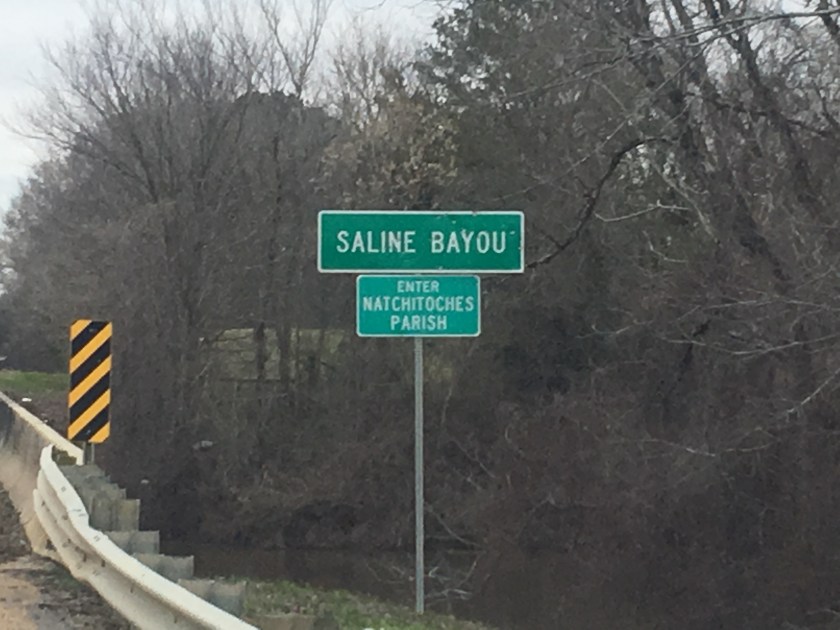 SALINE BAYOU
ENTER
NATCHITOCHES
PARISH